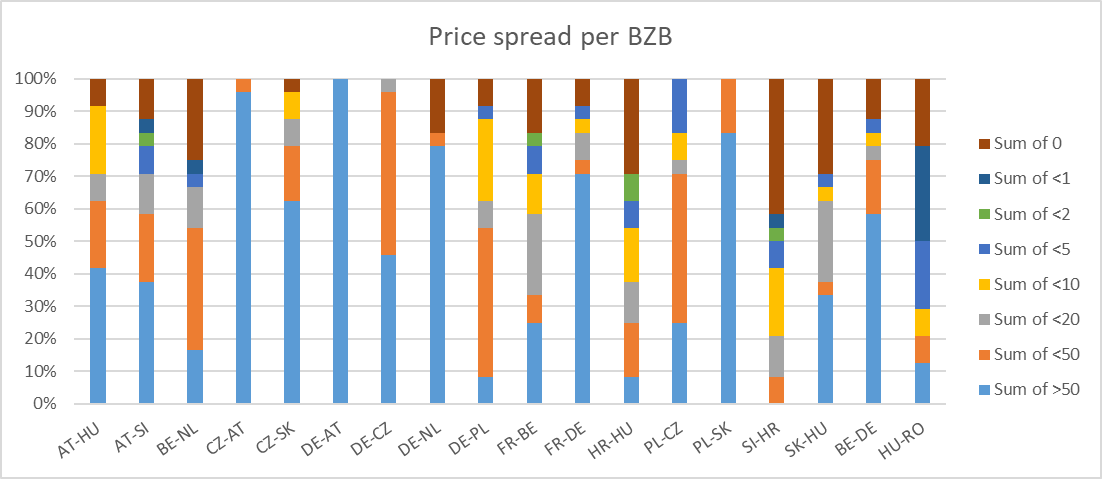 Price spread per BZB
100%
90%
80%
70%
60%
50%
40%
30%
20%
10%
0%
Sum of 0
Sum of <1
Sum of <2
Sum of <5
Sum of <10
Sum of <20
Sum of <50
Sum of >50
AT-HU
AT-SI
BE-NL
CZ-AT
CZ-SK
DE-AT
DE-CZ
DE-NL
DE-PL
FR-BE
FR-DE
HR-HU
PL-CZ
PL-SK
SI-HR
SK-HU
BE-DE
HU-RO